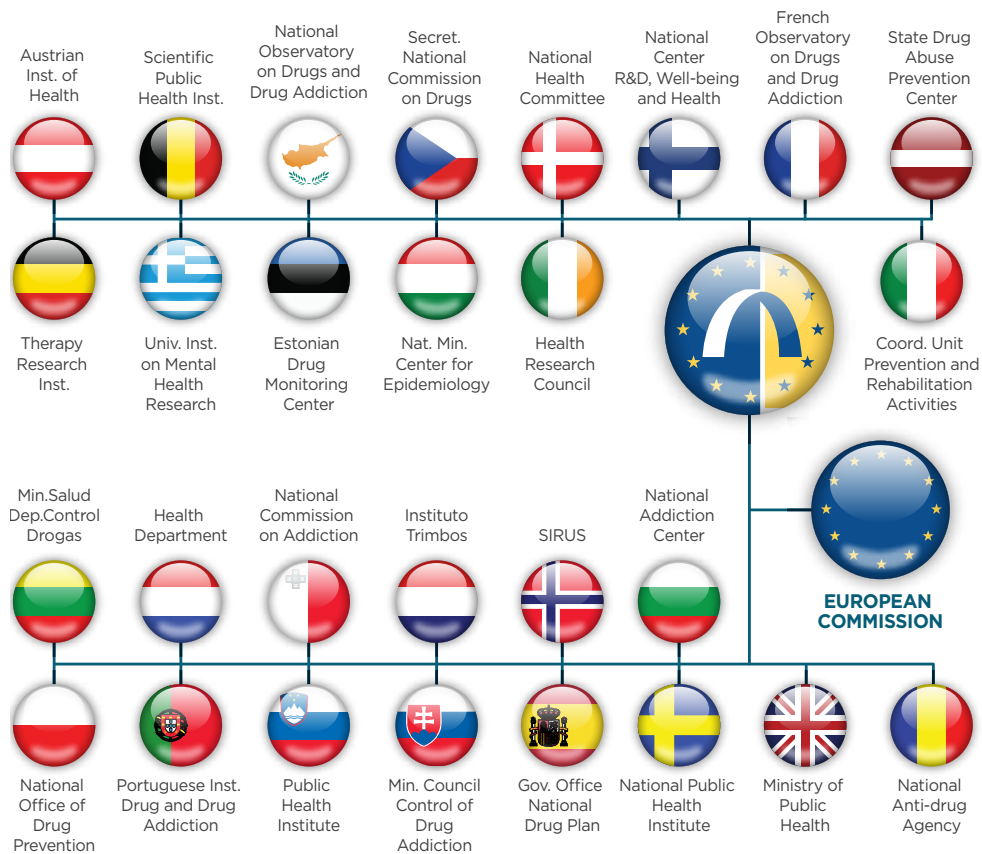 Austrian
Inst. of
Health
Scientific
Public
Health Inst.
National
Observatory
on Drugs and
Drug Addiction
Secret.
National
Commission
on Drugs
National
Health
Committee
National
Center
R&D, Well-being
and Health
French
Observatory
on Drugs
and Drug
Addiction
State Drug
Abuse
Prevention
Center
Therapy
Research
Inst.
Univ. Inst.
on Mental
Health
Research
Estonian
Drug
Monitoring
Center
Nat. Min.
Center for
Epidemiology
Health
Research
Council
Coord. Unit
Prevention and
Rehabilitation
Activities
Min.Salud
Dep.Control
Drogas
Health
Department
National
Commission
on Addiction
Instituto
Trimbos
SIRUS
National
Addiction
Center
EUROPEAN
COMMISSION
National
Office of
Drug
Prevention
Portuguese Inst.
Drug and Drug
Addiction
Public
Health
Institute
Min. Council
Control of
Drug
Addiction
Gov. Office
National
Drug Plan
National Public
Health
Institute
Ministry of
Public
Health
National
Anti-drug
Agency